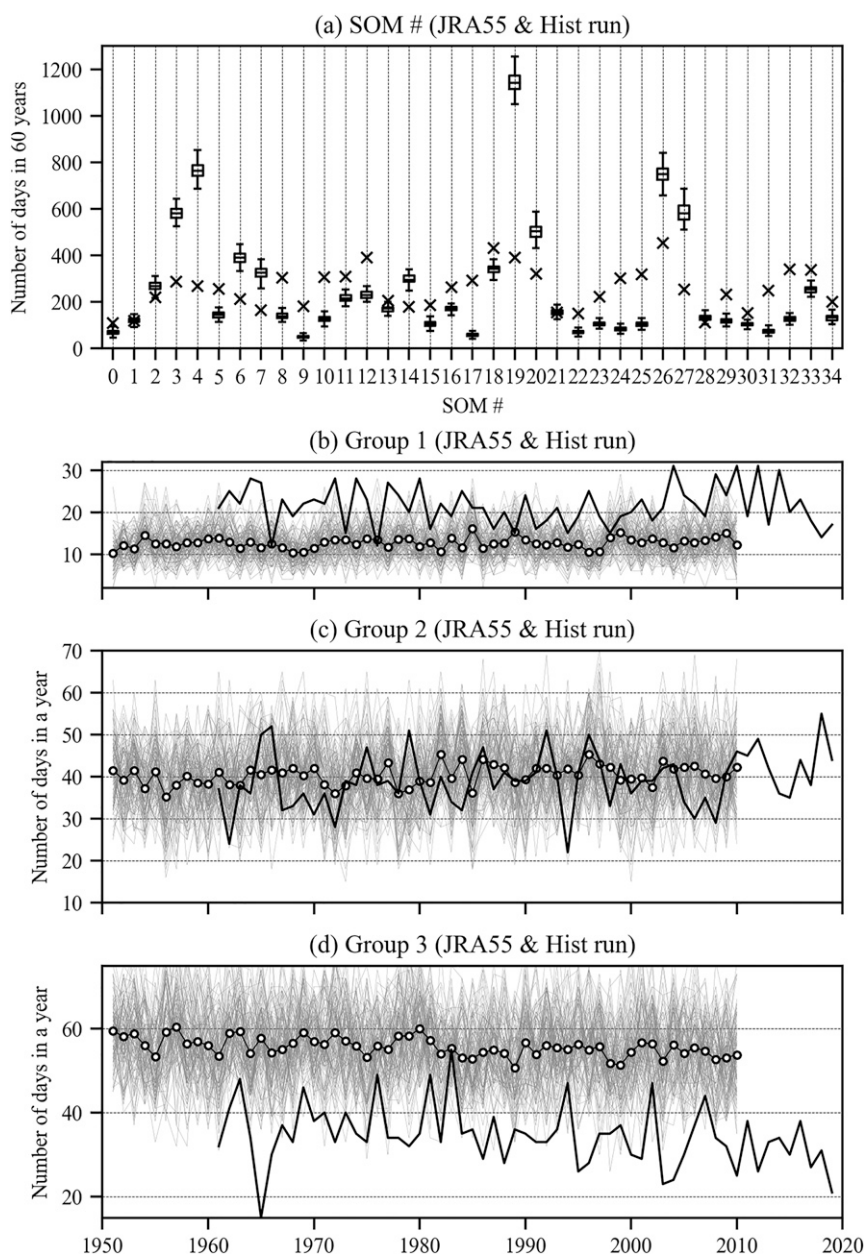 (a) SOM # (JRA55 & Hist run)
Number of days in 60 years
1200
1000
800
600
400
200
0
0 1 2 3 4 5 6 7 8 9 10 11 12 13 14 15 16 17 18 19 20 21 22 23 24 25 26 27 28 29 30 31 32 33 34
SOM #
(b) Group 1 (JRA55 & Hist run)
30
20
10
(c) Group 2 (JRA55 & Hist run)
Number of days in a year
70
60
50
40
30
20
10
(d) Group 3 (JRA55 & Hist run)
Number of days in a year
60
40
20
1950 1960 1970 1980 1990 2000 2010 2020